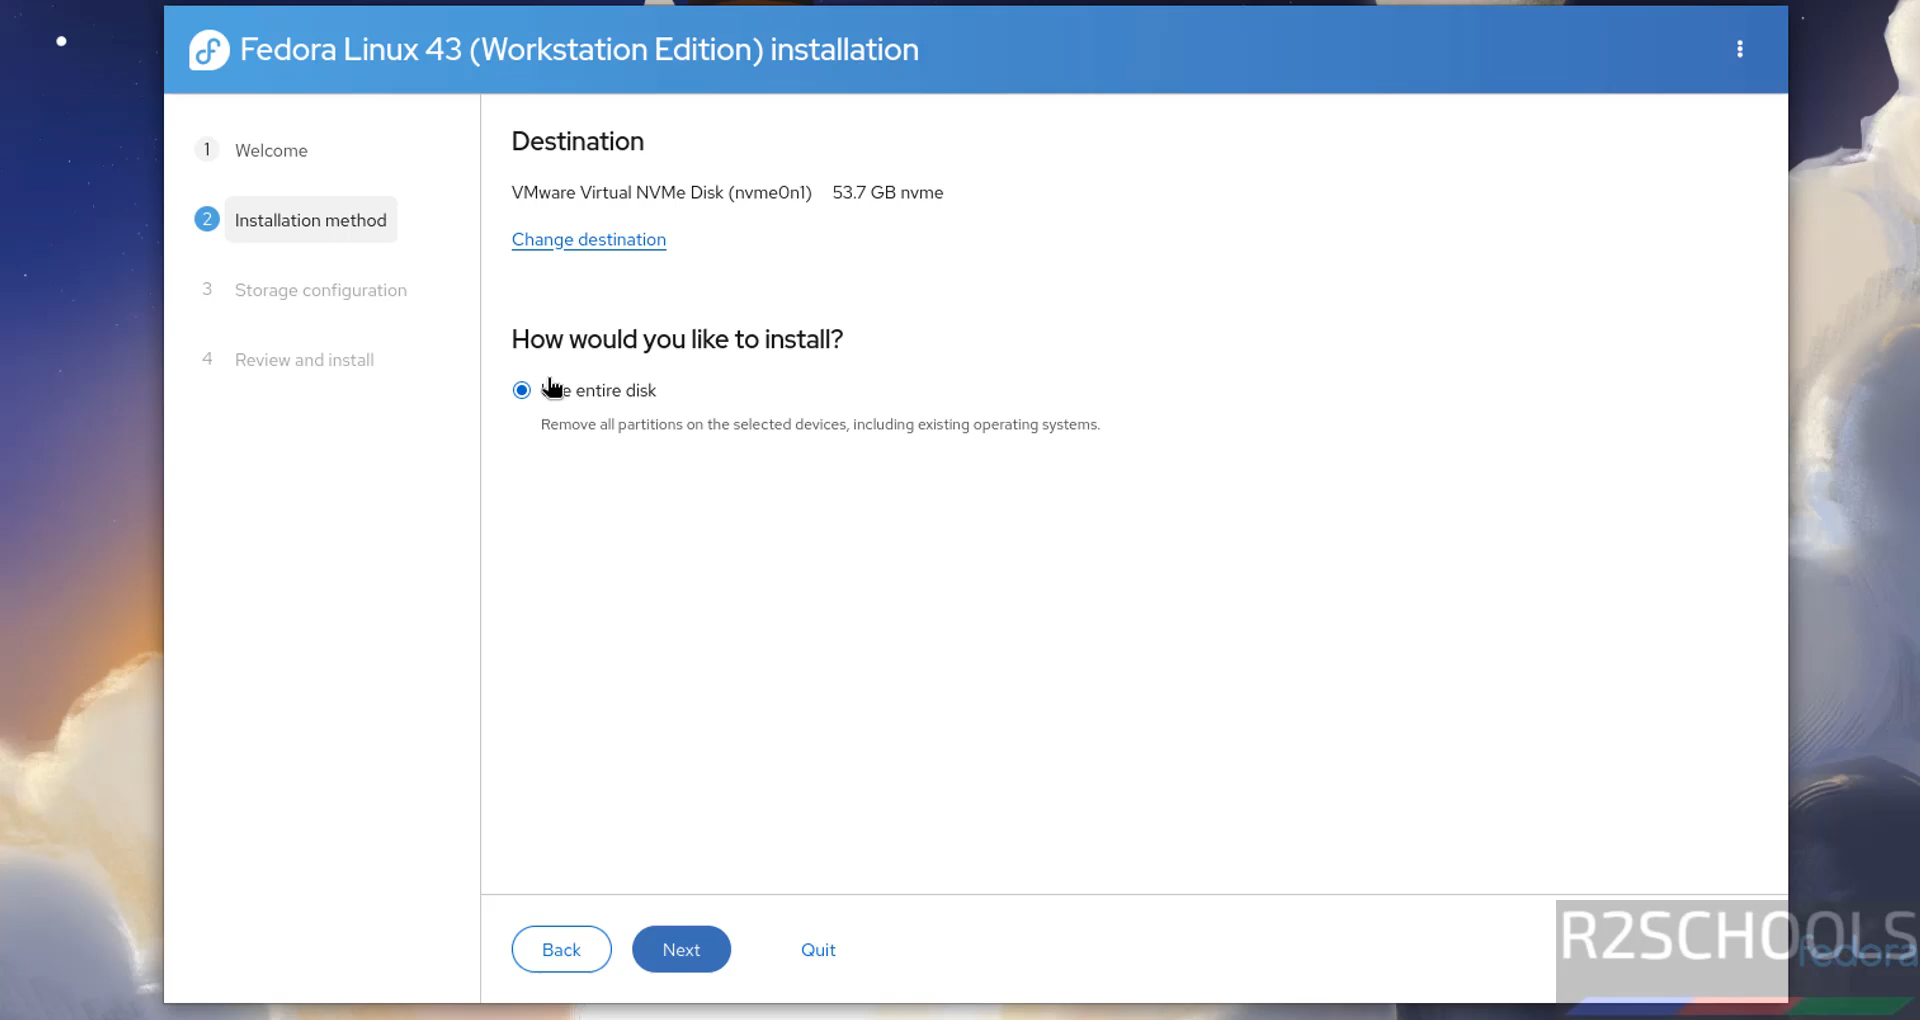 Fedora Linux 43 (Workstation Edition) installation
1 Welcome
2 Installation method
3 Storage configuration
4 Review and install
Destination
VMware Virtual NVMe Disk (nvme0n1) 53.7 GB nvme
Change destination
How would you like to install?
entire disk
Remove all partitions on the selected devices, including existing operating systems.
Back
Next
Quit
R2SCHOOLS
fedora